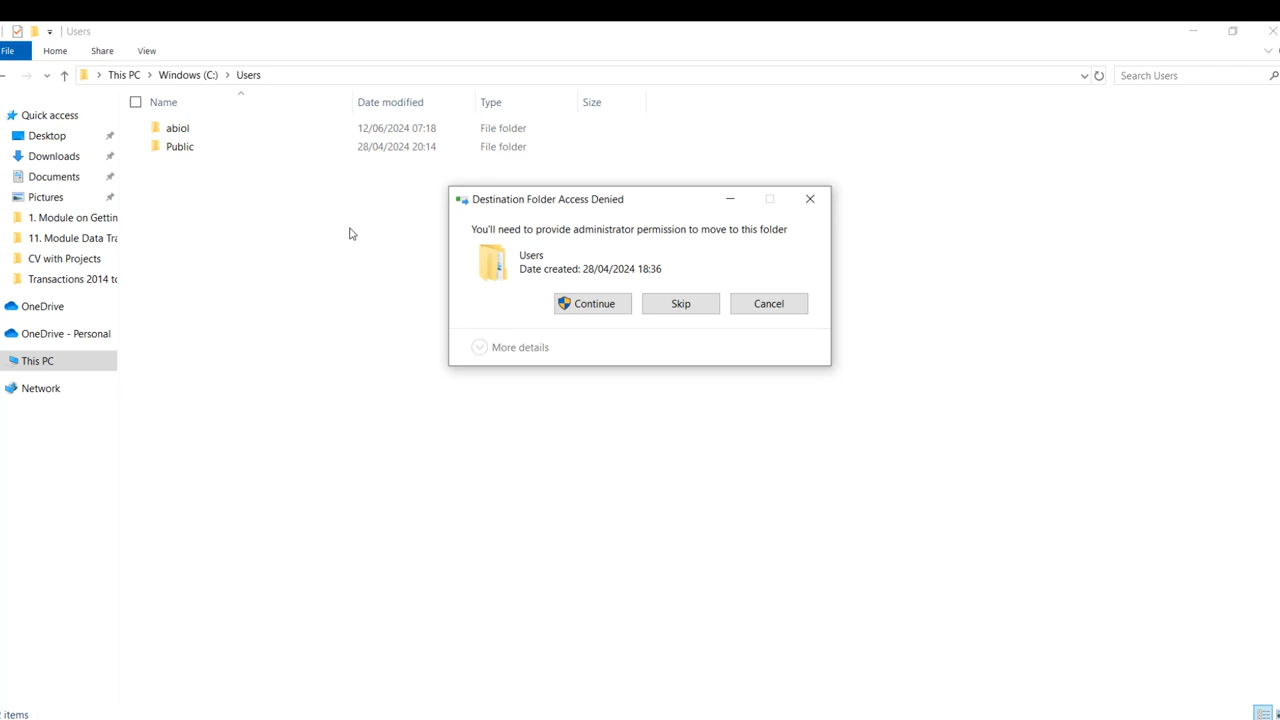 Users
File Home Share View
This PC Windows (C:) Users Search Users
Name Date modified Type Size
Quick access
Desktop
Downloads
Documents
Pictures
1. Module on Gettin
11. Module Data Tra
CV with Projects
Transactions 2014 to
OneDrive
OneDrive - Personal
This PC
Network
abiol 12/06/2024 07:18 File folder
Public 28/04/2024 20:14 File folder
Destination Folder Access Denied
You'll need to provide administrator permission to move to this folder
Users
Date created: 28/04/2024 18:36
Continue Skip Cancel
More details
items